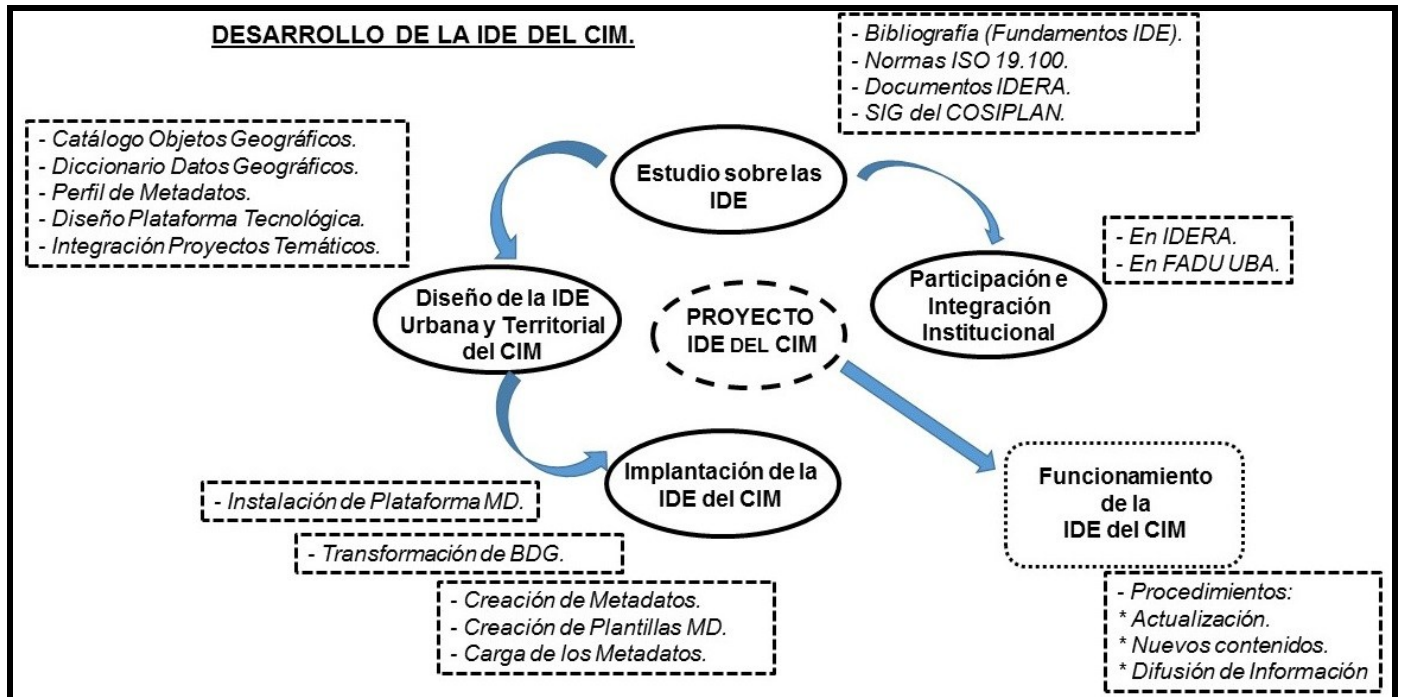 DESARROLLO DE LA IDE DEL CIM.
- Bibliografía (Fundamentos IDE).
- Normas ISO 19.100.
- Documentos IDERA.
- SIG del COSIPLAN.
- Catálogo Objetos Geográficos.
- Diccionario Datos Geográficos.
- Perfil de Metadatos.
- Diseño Plataforma Tecnológica.
- Integración Proyectos Temáticos.
Estudio sobre las
IDE
- En IDERA.
- En FADU UBA.
Diseño de la IDE
Urbana y Territorial
del CIM
PROYECTO
IDE DEL CIM
Participación e
Integración
Institucional
Implantación de la
IDE del CIM
Funcionamiento
de la
IDE del CIM
- Instalación de Plataforma MD.
- Transformación de BDG.
- Creación de Metadatos.
- Creación de Plantillas MD.
- Carga de los Metadatos.
- Procedimientos:
* Actualización.
* Nuevos contenidos.
* Difusión de Información